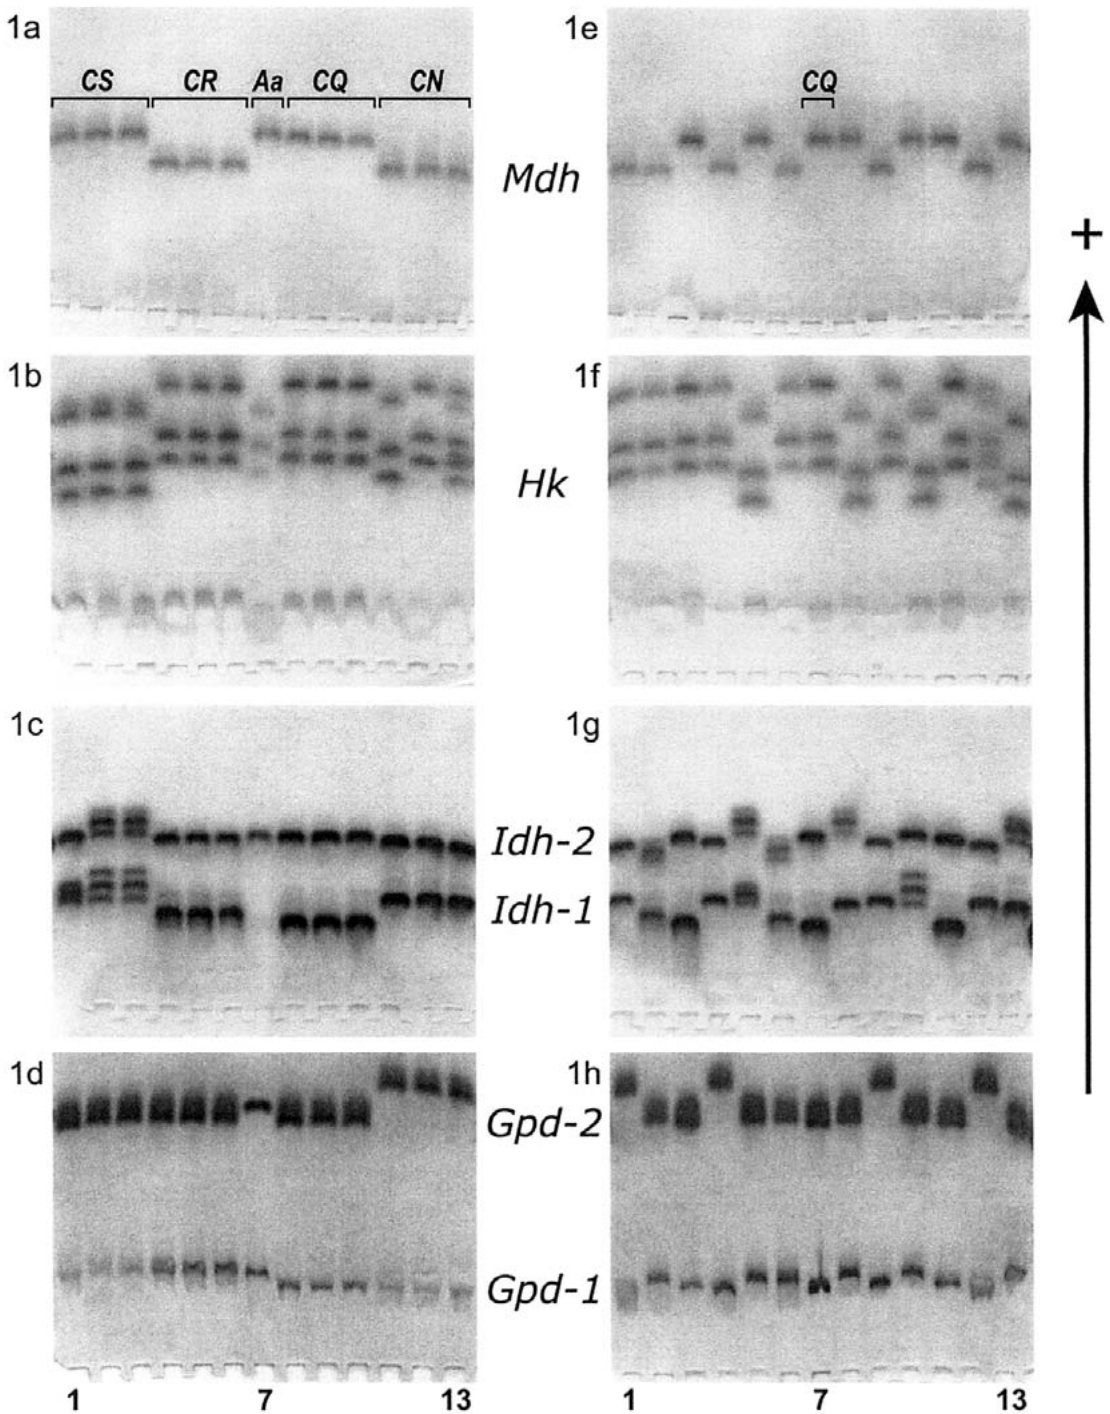 1a
1e
CS CR Aa CQ CN
CQ
Mdh
+
1b
1f
Hk
1c
1g
Idh-2
Idh-1
1d
1h
Gpd-2
Gpd-1
1 7 13
1 7 13